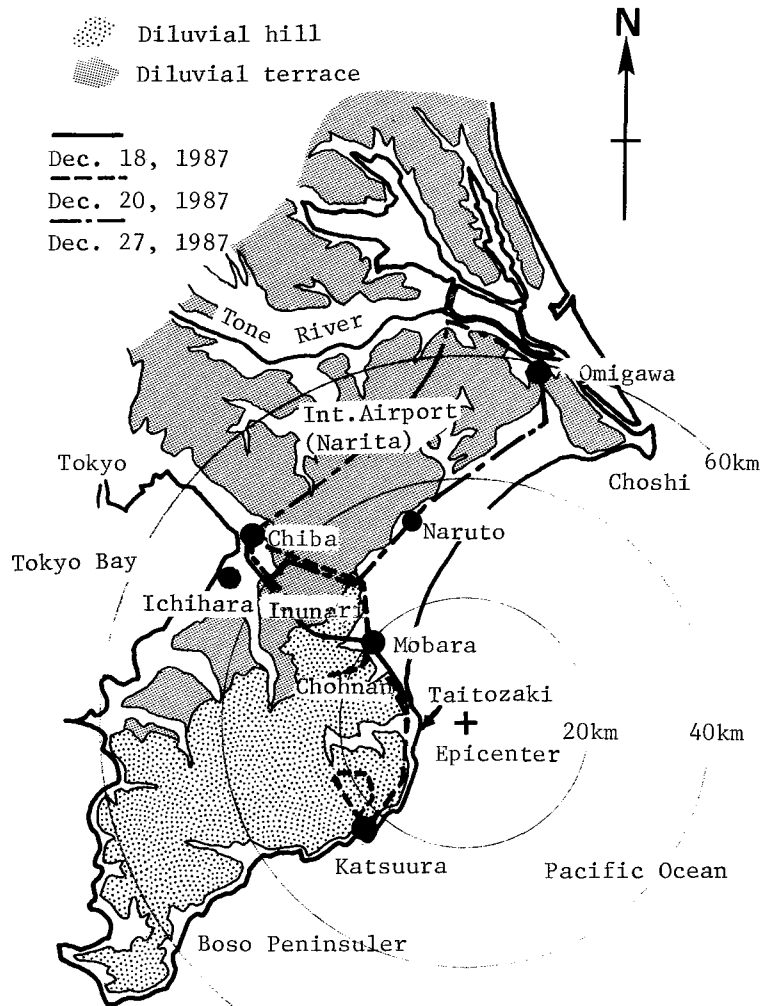 Diluvial hill
Diluvial terrace
N
Dec. 18, 1987
Dec. 20, 1987
Dec. 27, 1987
Tone River
Omigawa
Int.Airport
(Narita)
Tokyo
Choshi
60km
Chiba
Naruto
Tokyo Bay
Ichihara
Inunari
Mobara
Chohnan
Taitozaki
Epicenter
20km
40km
Katsuura
Pacific Ocean
Boso Peninsuler